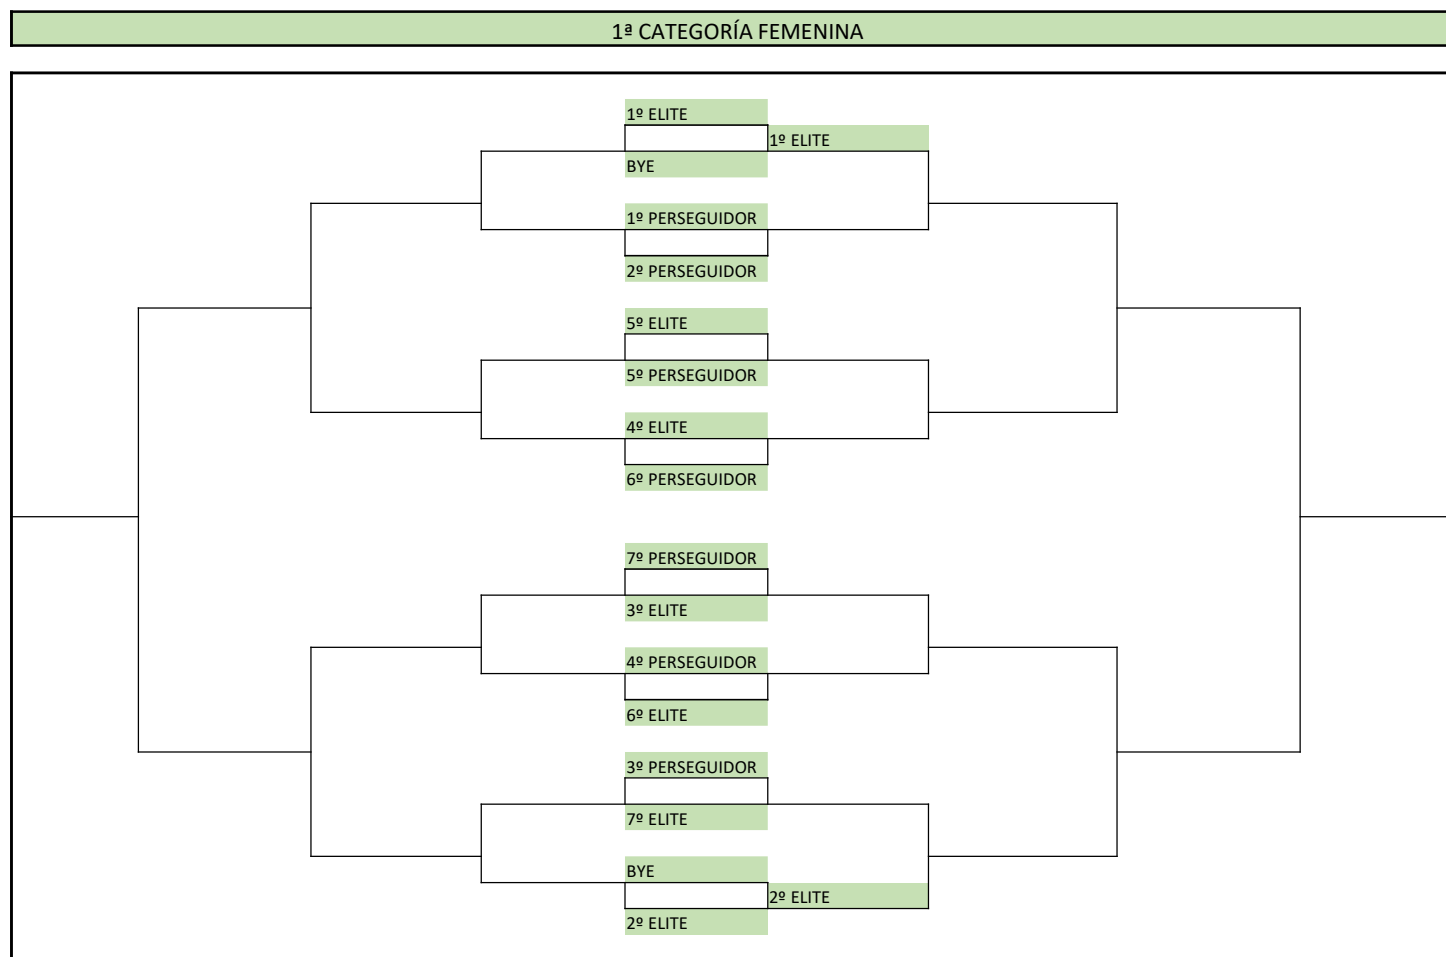 1ª CATEGORÍA FEMENINA
1º ELITE
1º ELITE
BYE
1º PERSEGUIDOR
2º PERSEGUIDOR
5º ELITE
5º PERSEGUIDOR
4º ELITE
6º PERSEGUIDOR
7º PERSEGUIDOR
3º ELITE
4º PERSEGUIDOR
6º ELITE
3º PERSEGUIDOR
7º ELITE
BYE
2º ELITE
2º ELITE